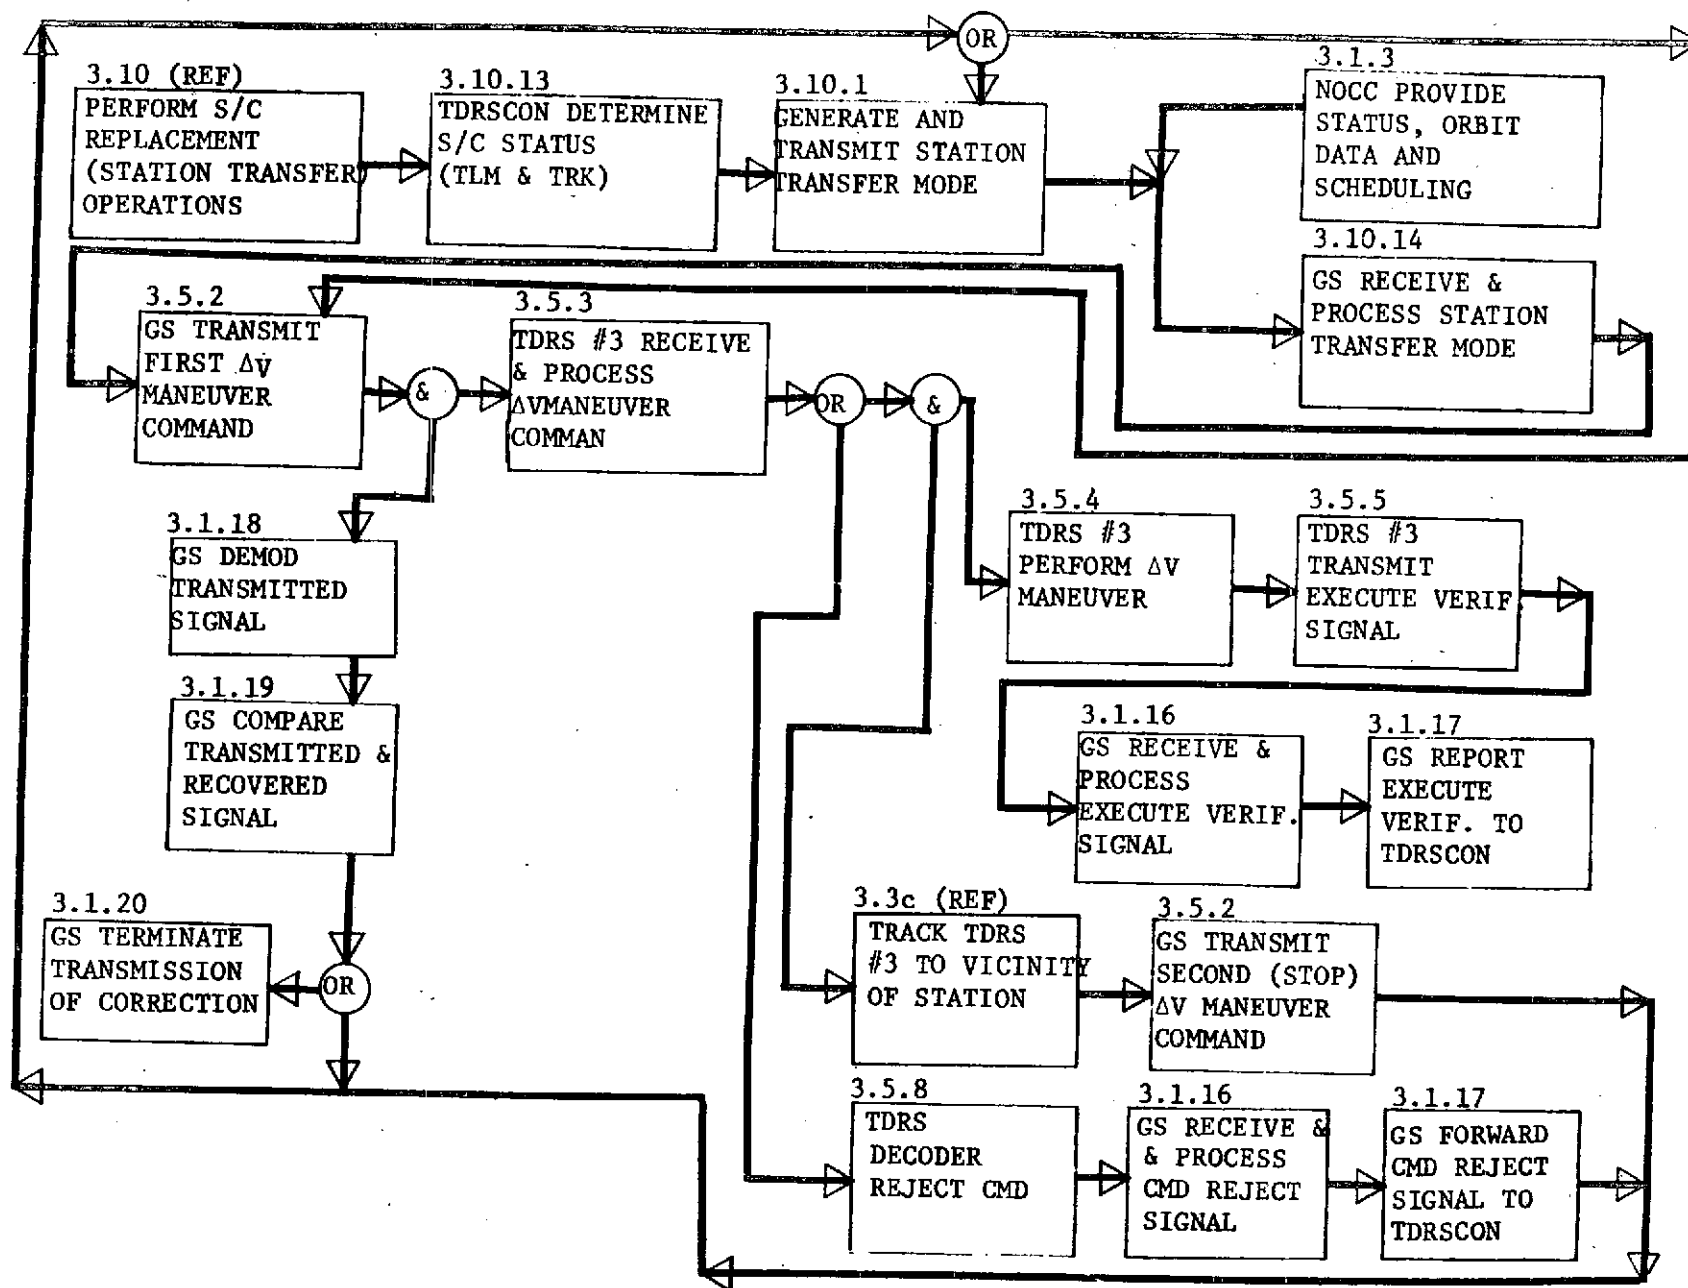 OR
3.10 (REF)
PERFORM S/C
REPLACEMENT
(STATION TRANSFER)
OPERATIONS
3.10.13
TDRSCON DETERMINE
S/C STATUS
(TLM & TRK)
3.10.1
GENERATE AND
TRANSMIT STATION
TRANSFER MODE
3.1.3
NOCC PROVIDE
STATUS, ORBIT
DATA AND
SCHEDULING
3.10.14
GS RECEIVE &
PROCESS STATION
TRANSFER MODE
3.5.2
GS TRANSMIT
FIRST ΔV
MANEUVER
COMMAND
&
3.5.3
TDRS #3 RECEIVE
& PROCESS
ΔVMANEUVER
COMMAN
OR
&
3.5.4
TDRS #3
PERFORM ΔV
MANEUVER
3.5.5
TDRS #3
TRANSMIT
EXECUTE VERIF
SIGNAL
3.1.18
GS DEMOD
TRANSMITTED
SIGNAL
3.1.19
GS COMPARE
TRANSMITTED &
RECOVERED
SIGNAL
3.1.16
GS RECEIVE &
PROCESS
EXECUTE VERIF.
SIGNAL
3.1.17
GS REPORT
EXECUTE
VERIF. TO
TDRSCON
3.1.20
GS TERMINATE
TRANSMISSION
OF CORRECTION
OR
3.3c (REF)
TRACK TDRS
#3 TO VICINITY
OF STATION
3.5.2
GS TRANSMIT
SECOND (STOP)
ΔV MANEUVER
COMMAND
3.5.8
TDRS
DECODER
REJECT CMD
3.1.16
GS RECEIVE &
& PROCESS
CMD REJECT
SIGNAL
3.1.17
GS FORWARD
CMD REJECT
SIGNAL TO
TDRSCON